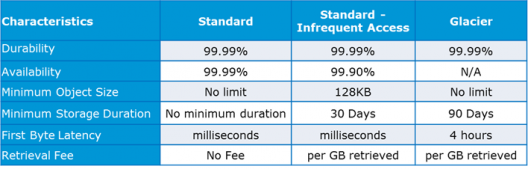 Characteristics Standard Standard – Infrequent Access Glacier
Durability 99.99% 99.99% 99.99%
Availability 99.99% 99.90% N/A
Minimum Object Size No limit 128KB No limit
Minimum Storage Duration No minimum duration 30 Days 90 Days
First Byte Latency milliseconds milliseconds 4 hours
Retrieval Fee No Fee per GB retrieved per GB retrieved